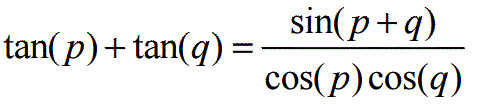 tan(p) + tan(q) = sin(p + q) / cos(p)cos(q)